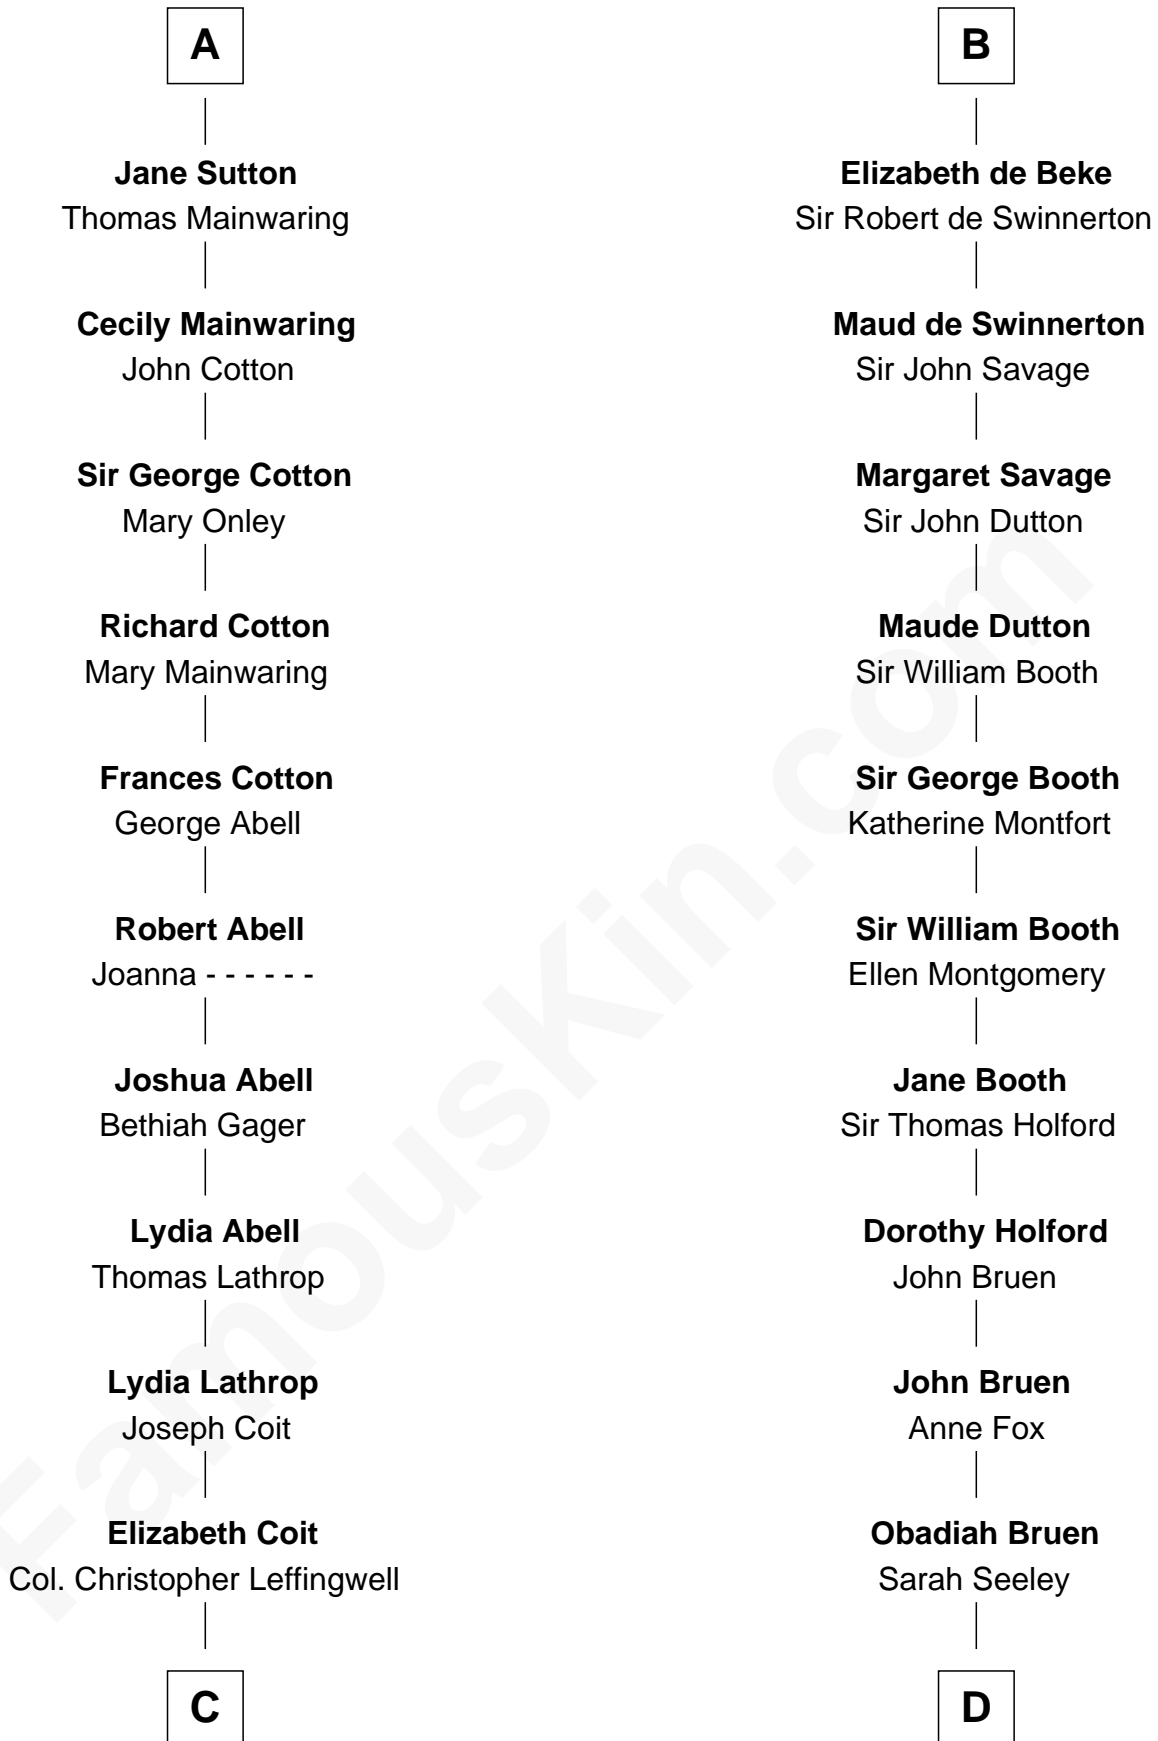 A
Jane Sutton
Thomas Mainwaring
Cecily Mainwaring
John Cotton
Sir George Cotton
Mary Onley
Richard Cotton
Mary Mainwaring
Frances Cotton
George Abell
Robert Abell
Joanna - - - - - -
Joshua Abell
Bethiah Gager
Lydia Abell
Thomas Lathrop
Lydia Lathrop
Joseph Coit
Elizabeth Coit
Col. Christopher Leffingwell
C
B
Elizabeth de Beke
Sir Robert de Swinnerton
Maud de Swinnerton
Sir John Savage
Margaret Savage
Sir John Dutton
Maude Dutton
Sir William Booth
Sir George Booth
Katherine Montfort
Sir William Booth
Ellen Montgomery
Jane Booth
Sir Thomas Holford
Dorothy Holford
John Bruen
John Bruen
Anne Fox
Obadiah Bruen
Sarah Seeley
D
FamousKin.com